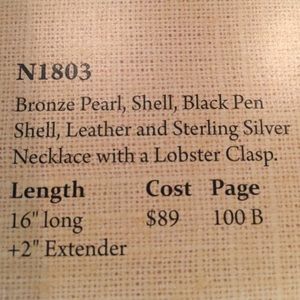 N1803
Bronze Pearl, Shell, Black Pen
Shell, Leather and Sterling Silver
Necklace with a Lobster Clasp.
Length Cost Page
16" long $89 100 B
+2" Extender